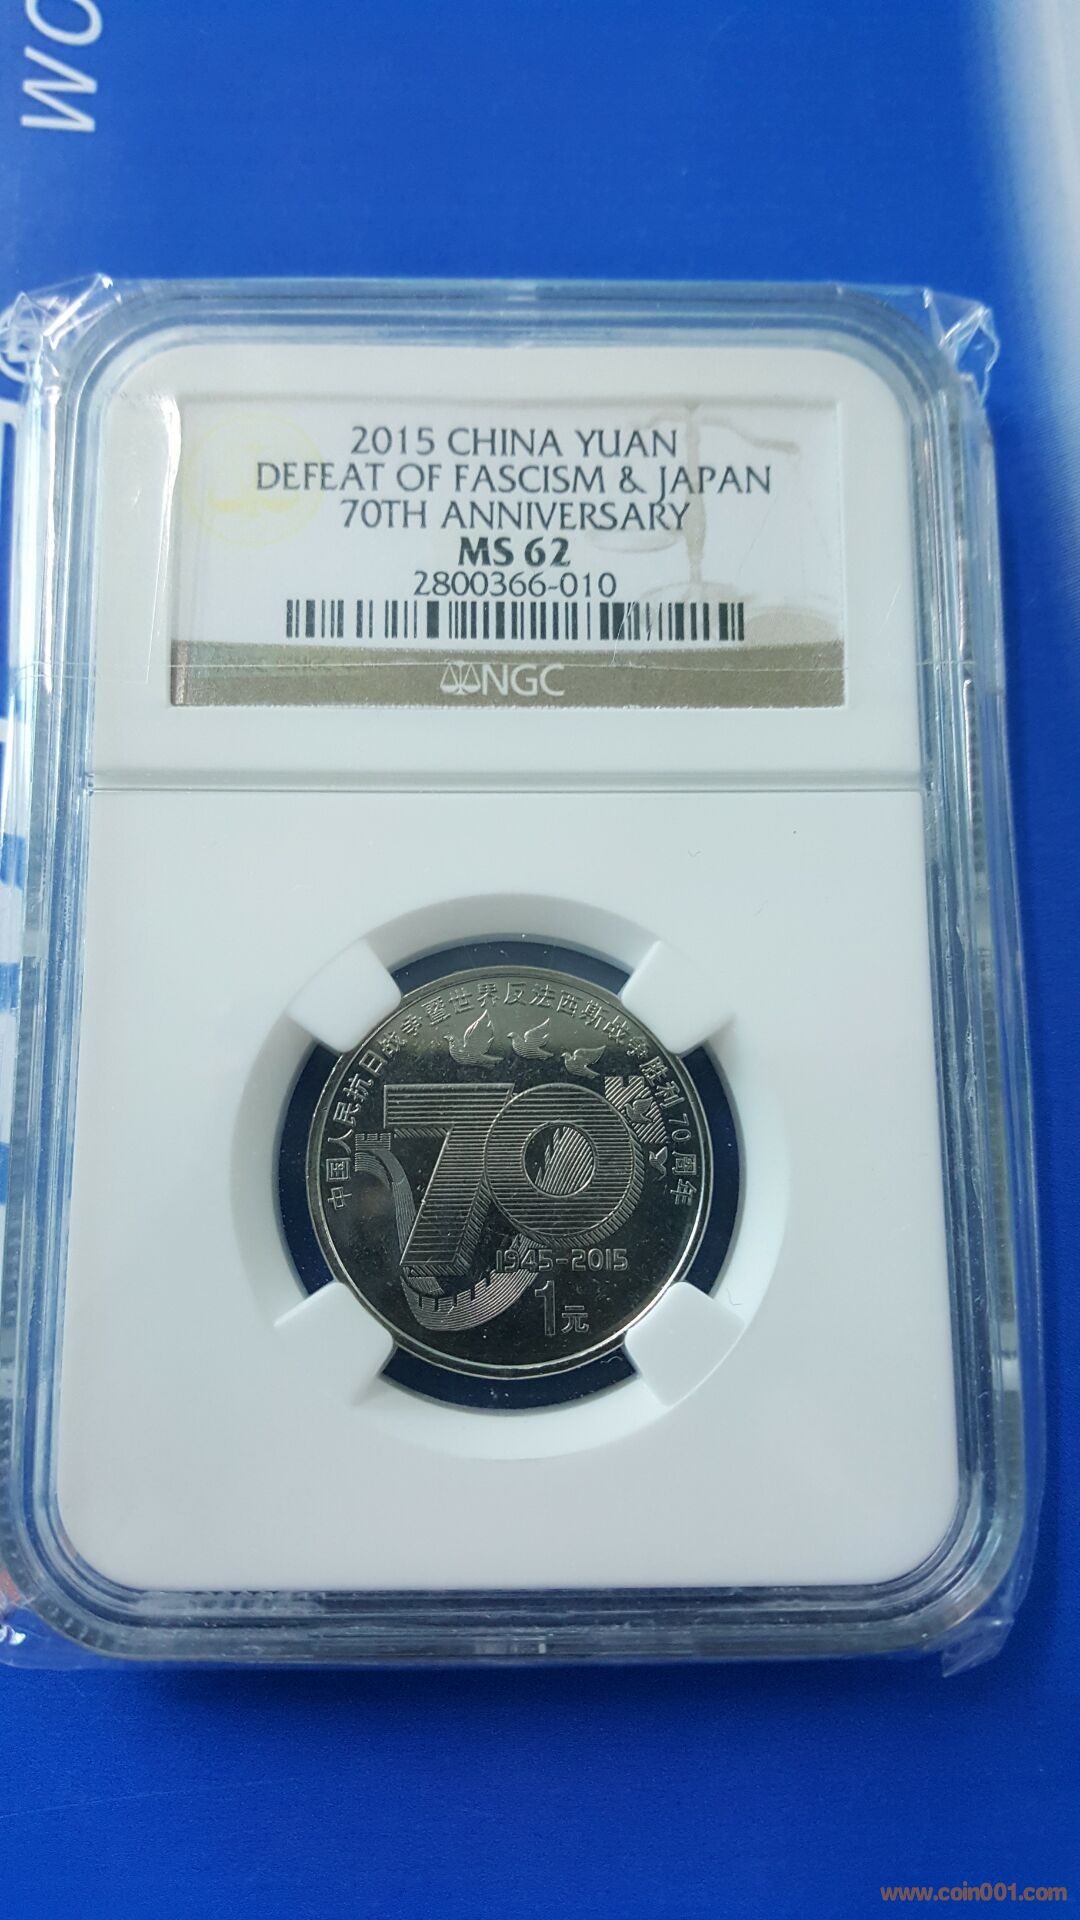 WO
2015 CHINA YUAN
DEFEAT OF FASCISM & JAPAN
70TH ANNIVERSARY
MS 62
2800366-010
NGC
中国人民抗日战争暨世界反法西斯战争胜利70周年
70
1945-2015
1元
www.coin001.com